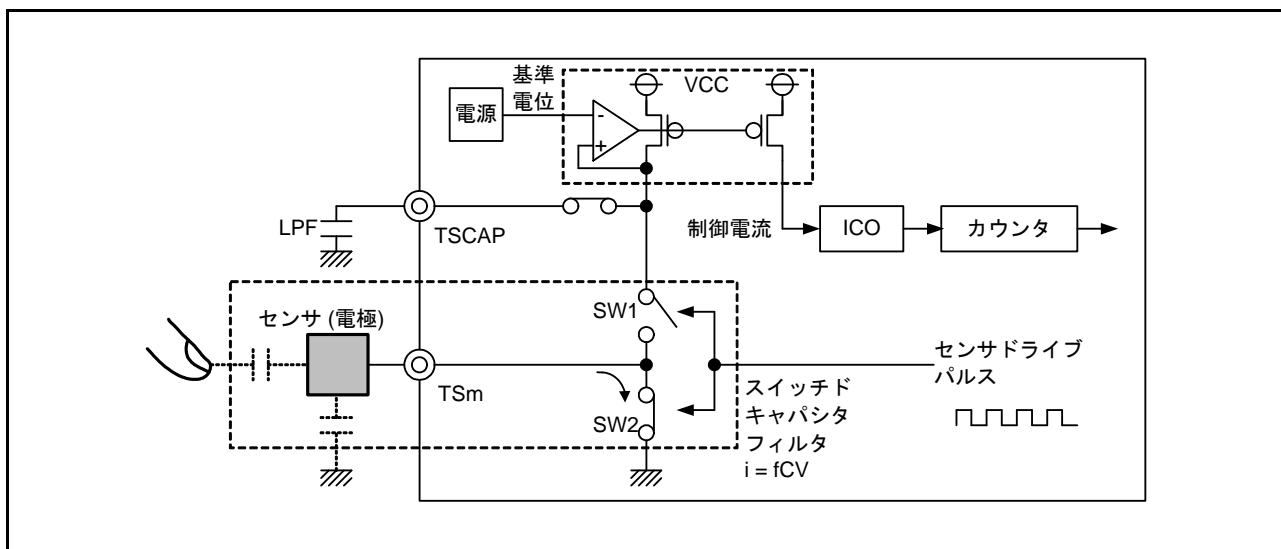 基準
電位
VCC
電源
-
+
LPF
TSCAP
制御電流
ICO
カウンタ
センサ (電極)
SW1
TSm
SW2
センサドライブ
パルス
スイッチド
キャパシタ
フィルタ
i = fCV